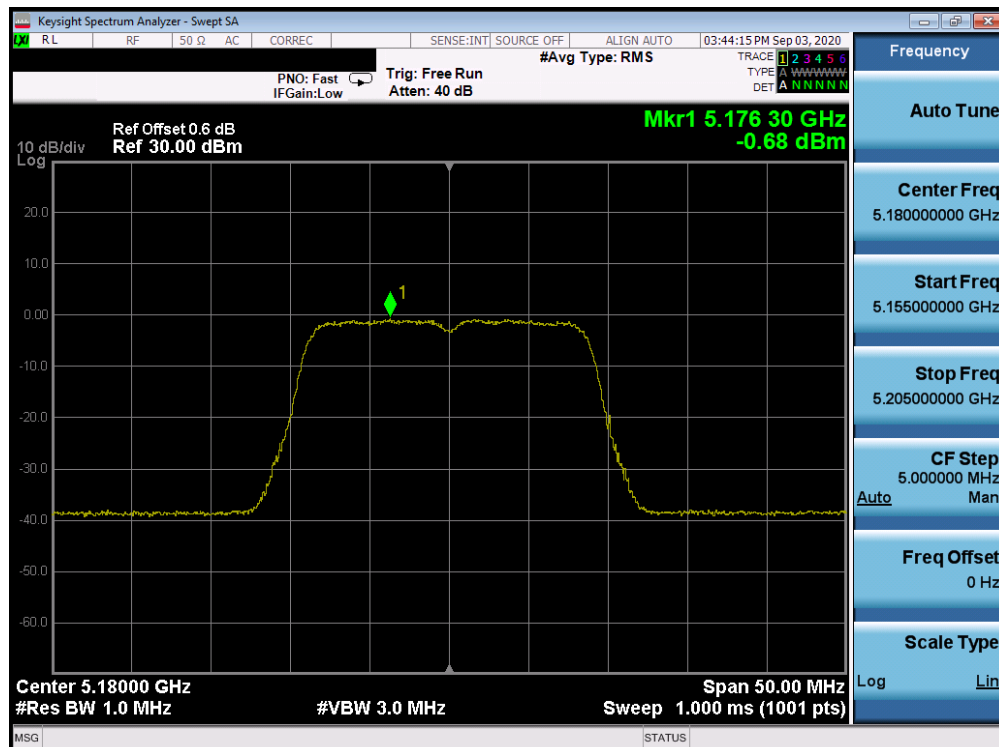 Keysight Spectrum Analyzer - Swept SA
LXI RL RF 50 Ω AC CORREC SENSE:INT SOURCE OFF ALIGN AUTO 03:44:15 PM Sep 03, 2020
#Avg Type: RMS
TRACE 1 2 3 4 5 6
TYPE A WWWWW
DET A N N N N N
PNO: Fast
IFGain:Low
Trig: Free Run
Atten: 40 dB
Mkr1 5.176 30 GHz
-0.68 dBm
Ref Offset 0.6 dB
Ref 30.00 dBm
10 dB/div
Log
1
20.0
10.0
0.00
-10.0
-20.0
-30.0
-40.0
-50.0
-60.0
Center 5.18000 GHz
Span 50.00 MHz
#Res BW 1.0 MHz
#VBW 3.0 MHz
Sweep 1.000 ms (1001 pts)
MSG
STATUS
Frequency
Auto Tune
Center Freq
5.180000000 GHz
Start Freq
5.155000000 GHz
Stop Freq
5.205000000 GHz
CF Step
5.000000 MHz
Auto Man
Freq Offset
0 Hz
Scale Type
Log Lin